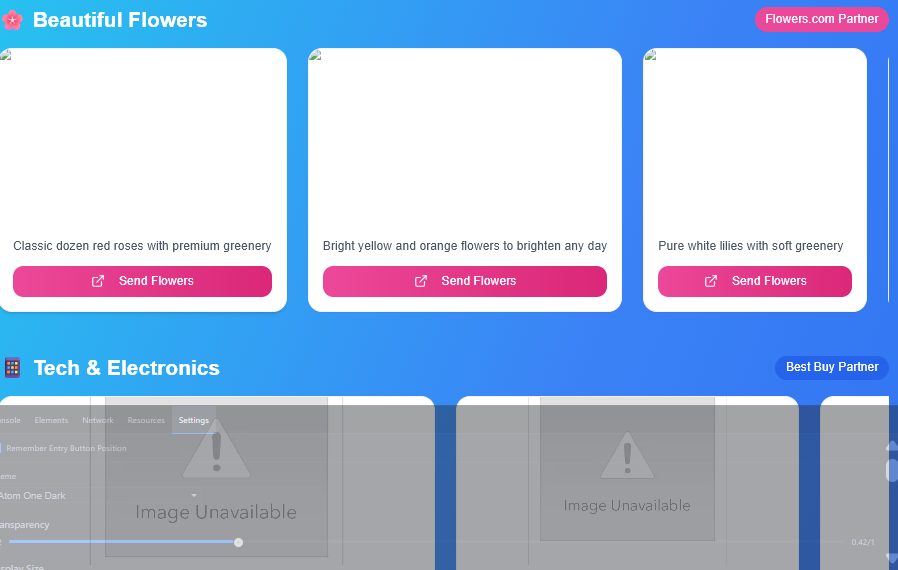 Beautiful Flowers
Flowers.com Partner
Classic dozen red roses with premium greenery
Bright yellow and orange flowers to brighten any day
Pure white lilies with soft greenery
Send Flowers
Send Flowers
Send Flowers
Tech & Electronics
Best Buy Partner
onsole Elements Network Resources Settings
Remember Entry Button Position
eme
Atom One Dark
Image Unavailable
Image Unavailable
ansparency
0.42/1
splay Size